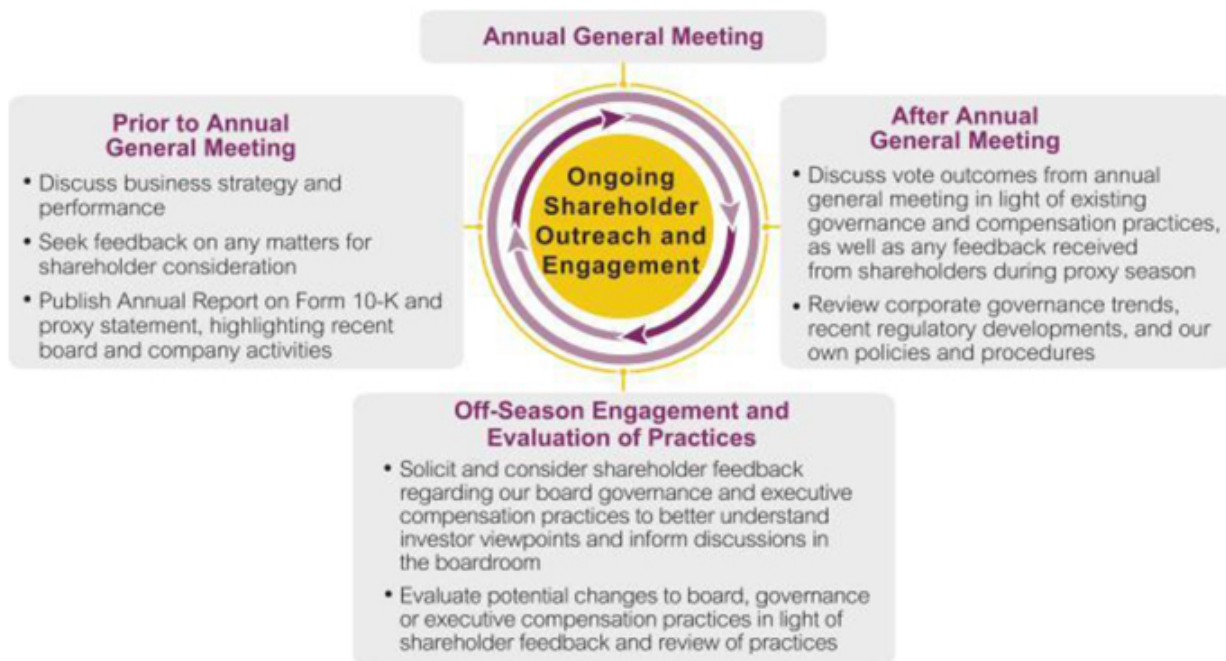 Annual General Meeting
Prior to Annual
General Meeting
• Discuss business strategy and
performance
• Seek feedback on any matters for
shareholder consideration
• Publish Annual Report on Form 10-K and
proxy statement, highlighting recent
board and company activities
Ongoing
Shareholder
Outreach and
Engagement
After Annual
General Meeting
• Discuss vote outcomes from annual
general meeting in light of existing
governance and compensation practices,
as well as any feedback received
from shareholders during proxy season
• Review corporate governance trends,
recent regulatory developments, and our
own policies and procedures
Off-Season Engagement and
Evaluation of Practices
• Solicit and consider shareholder feedback
regarding our board governance and executive
compensation practices to better understand
investor viewpoints and inform discussions in
the boardroom
• Evaluate potential changes to board, governance
or executive compensation practices in light of
shareholder feedback and review of practices